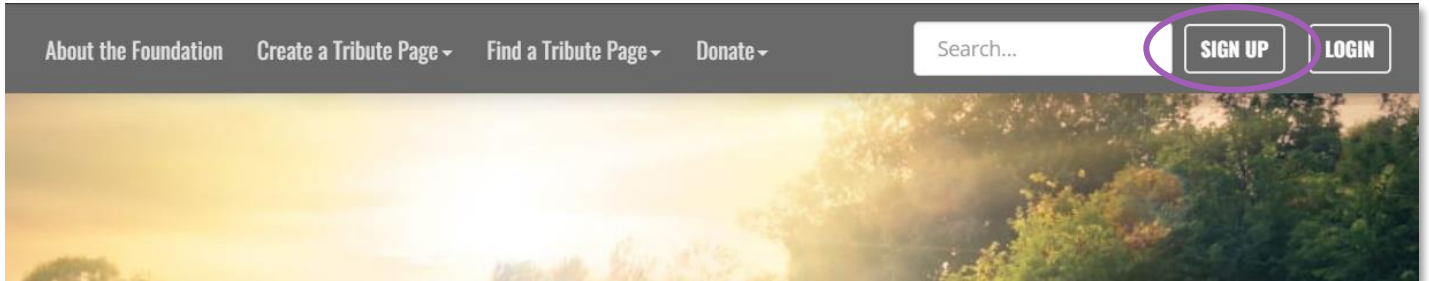 About the Foundation Create a Tribute Page Find a Tribute Page Donate Search... SIGN UP LOGIN